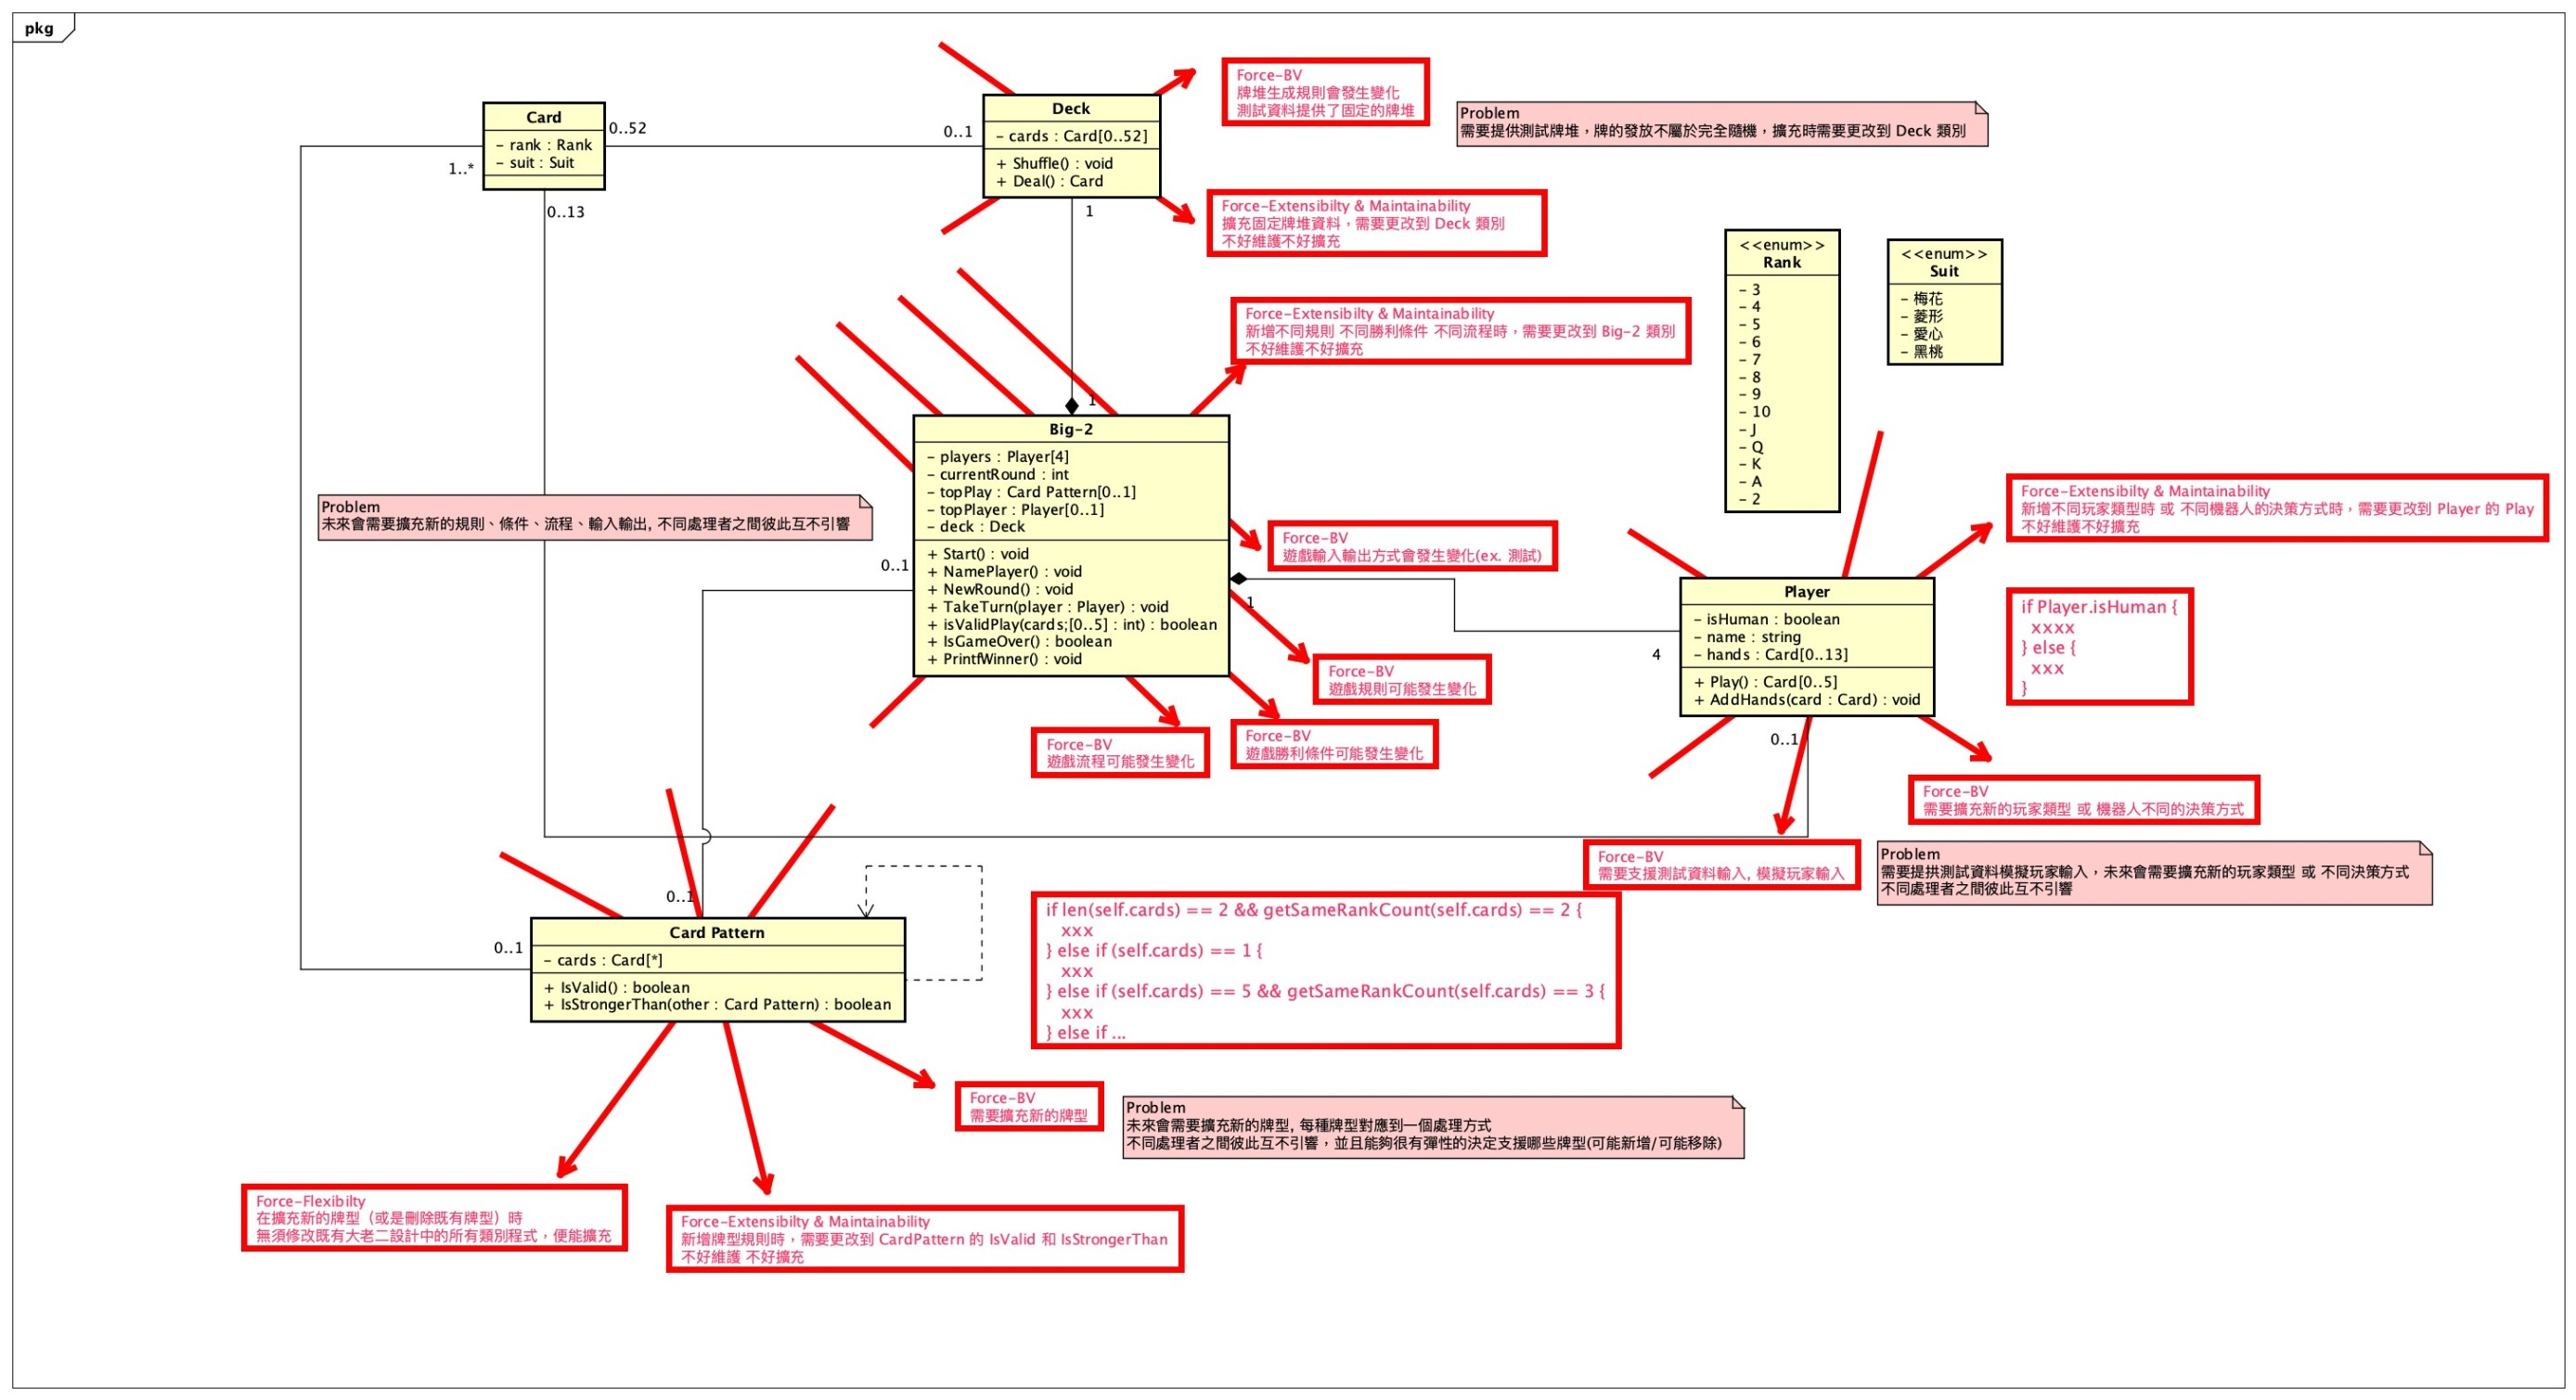 pkg
Card
- rank : Rank
- suit : Suit
0..52
1..*
0..13
0..1
Deck
- cards : Card[0..52]
+ Shuffle() : void
+ Deal() : Card
1
Force-BV
牌堆生成規則會發生變化
測試資料提供了固定的牌堆
Problem
需要提供測試牌堆，牌的發放不屬於完全隨機，擴充時需要更改到 Deck 類別
Force-Extensibilty & Maintainability
擴充固定牌堆資料，需要更改到 Deck 類別
不好維護不好擴充
<<enum>>
Rank
- 3
- 4
- 5
- 6
- 7
- 8
- 9
- 10
- J
- Q
- K
- A
- 2
<<enum>>
Suit
- 梅花
- 菱形
- 愛心
- 黑桃
Force-Extensibilty & Maintainability
新增不同規則 不同勝利條件 不同流程時，需要更改到 Big-2 類別
不好維護不好擴充
1
Big-2
- players : Player[4]
- currentRound : int
- topPlay : Card Pattern[0..1]
- topPlayer : Player[0..1]
- deck : Deck
+ Start() : void
+ NamePlayer() : void
+ NewRound() : void
+ TakeTurn(player : Player) : void
+ isValidPlay(cards;[0..5] : int) : boolean
+ IsGameOver() : boolean
+ PrintfWinner() : void
0..1
1
Problem
未來會需要擴充新的規則、條件、流程、輸入輸出, 不同處理者之間彼此互不引響
Force-BV
遊戲輸入輸出方式會發生變化(ex. 測試)
Force-BV
遊戲規則可能發生變化
Force-BV
遊戲勝利條件可能發生變化
Force-BV
遊戲流程可能發生變化
Force-Extensibilty & Maintainability
新增不同玩家類型時 或 不同機器人的決策方式時，需要更改到 Player 的 Play
不好維護不好擴充
Player
- isHuman : boolean
- name : string
- hands : Card[0..13]
+ Play() : Card[0..5]
+ AddHands(card : Card) : void
4
0..1
if Player.isHuman {
xxxx
} else {
xxx
}
Force-BV
需要擴充新的玩家類型 或 機器人不同的決策方式
Force-BV
需要支援測試資料輸入, 模擬玩家輸入
Problem
需要提拱測試資料模擬玩家輸入，未來會需要擴充新的玩家類型 或 不同決策方式
不同處理者之間彼此互不引響
0..1
0..1
Card Pattern
- cards : Card[*]
+ IsValid() : boolean
+ IsStrongerThan(other : Card Pattern) : boolean
if len(self.cards) == 2 && getSameRankCount(self.cards) == 2 {
xxx
} else if (self.cards) == 1 {
xxx
} else if (self.cards) == 5 && getSameRankCount(self.cards) == 3 {
xxx
} else if ...
Force-BV
需要擴充新的牌型
Problem
未來會需要擴充新的牌型, 每種牌型對應到一個處理方式
不同處理者之間彼此互不引響，並且能夠很有彈性的決定支援哪些牌型(可能新增/可能移除)
Force-Flexibilty
在擴充新的牌型（或是刪除既有牌型）時
無須修改既有大老二設計中的所有類別程式，便能擴充
Force-Extensibilty & Maintainability
新增牌型規則時，需要更改到 CardPattern 的 IsValid 和 IsStrongerThan
不好維護 不好擴充